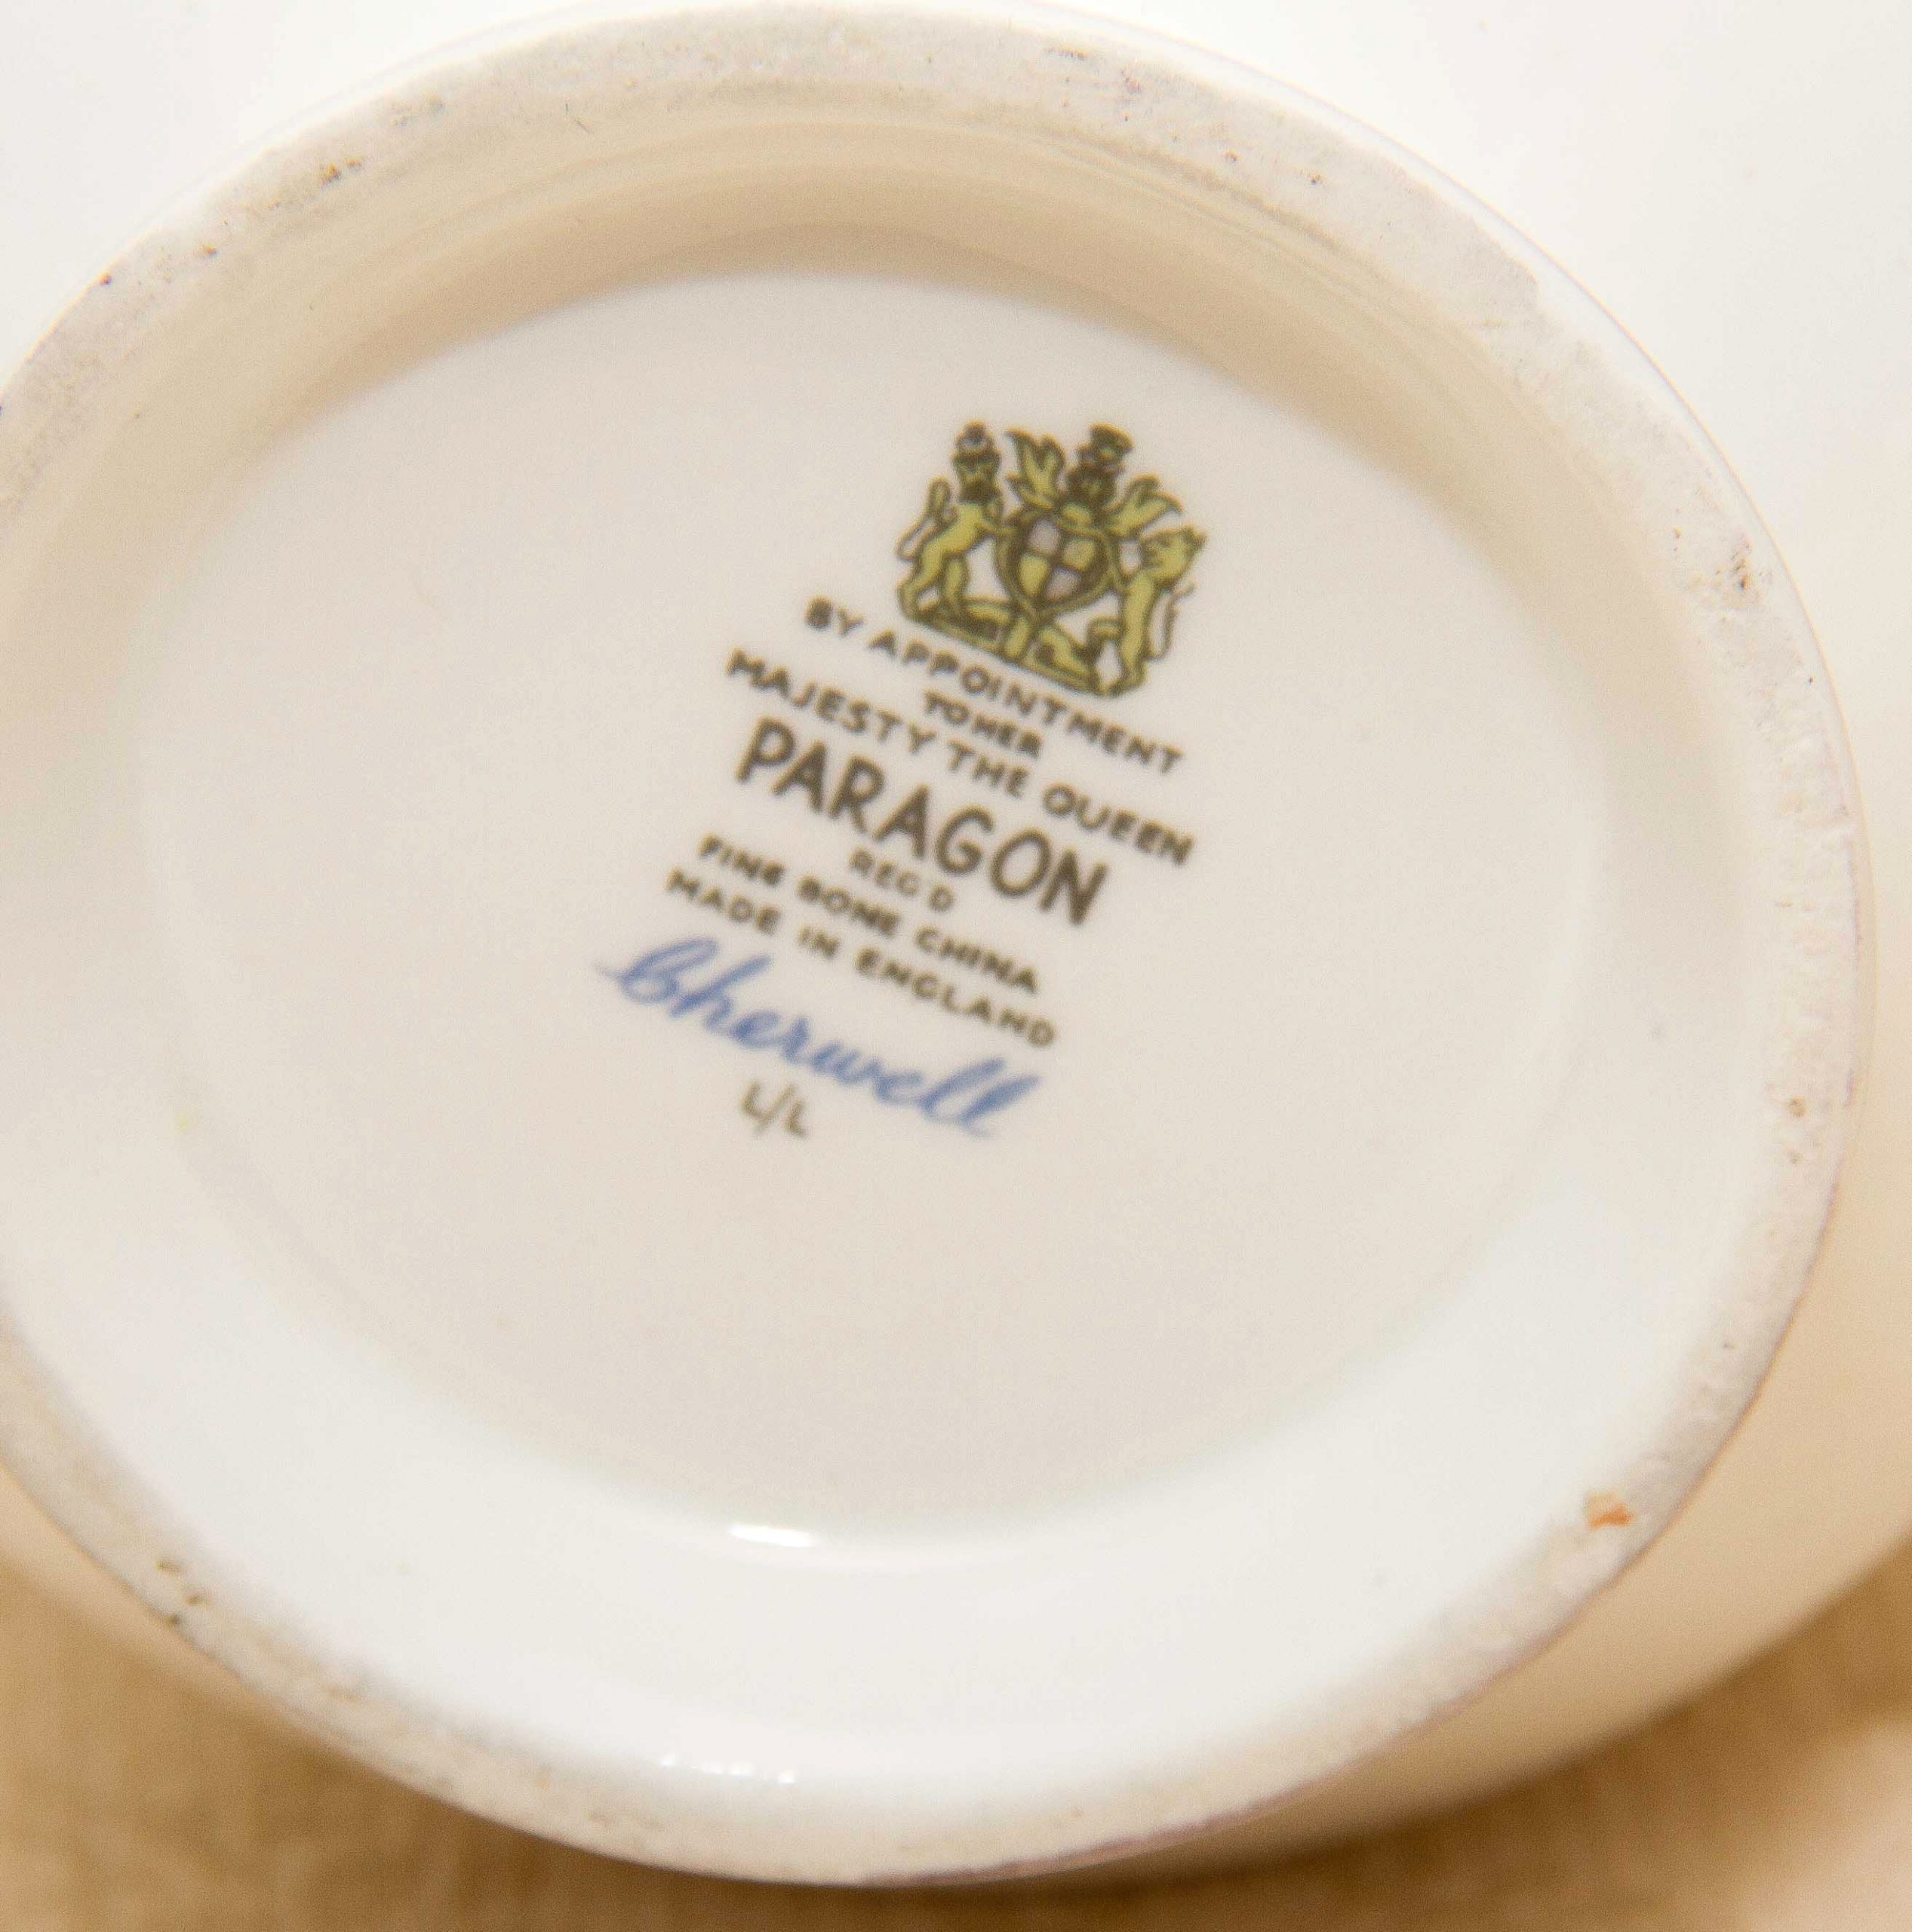 BY APPOINTMENT
TO HER
MAJESTY THE QUEEN
PARAGON
REG'D
FINE BONE CHINA
MADE IN ENGLAND
Cherwell
L/L